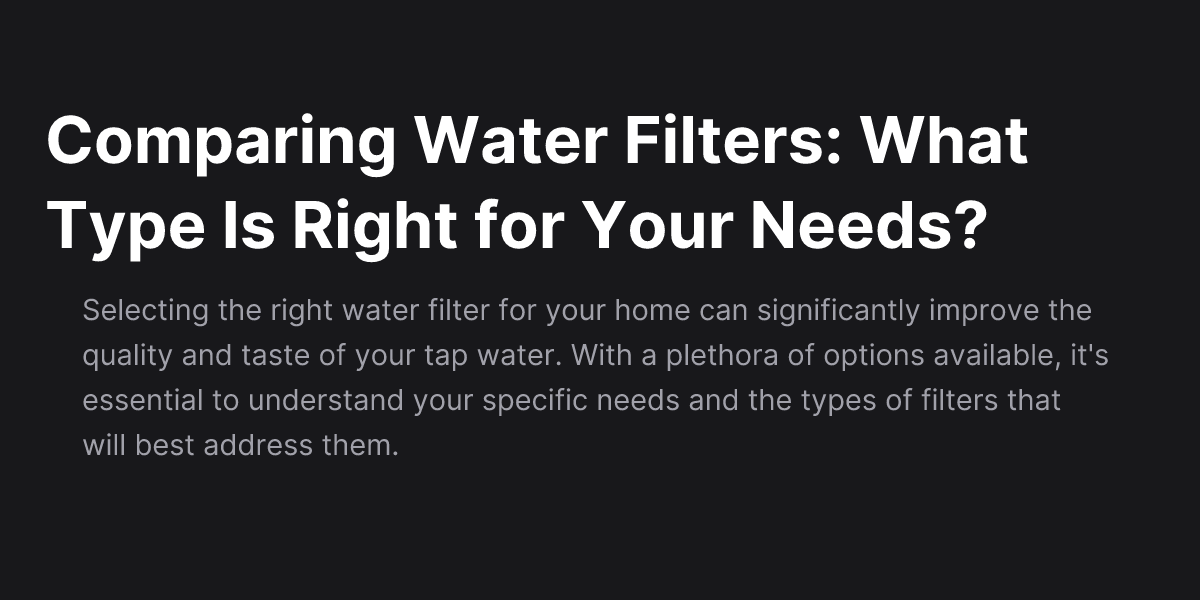 Comparing Water Filters: What
Type Is Right for Your Needs?
Selecting the right water filter for your home can significantly improve the
quality and taste of your tap water. With a plethora of options available, it's
essential to understand your specific needs and the types of filters that
will best address them.